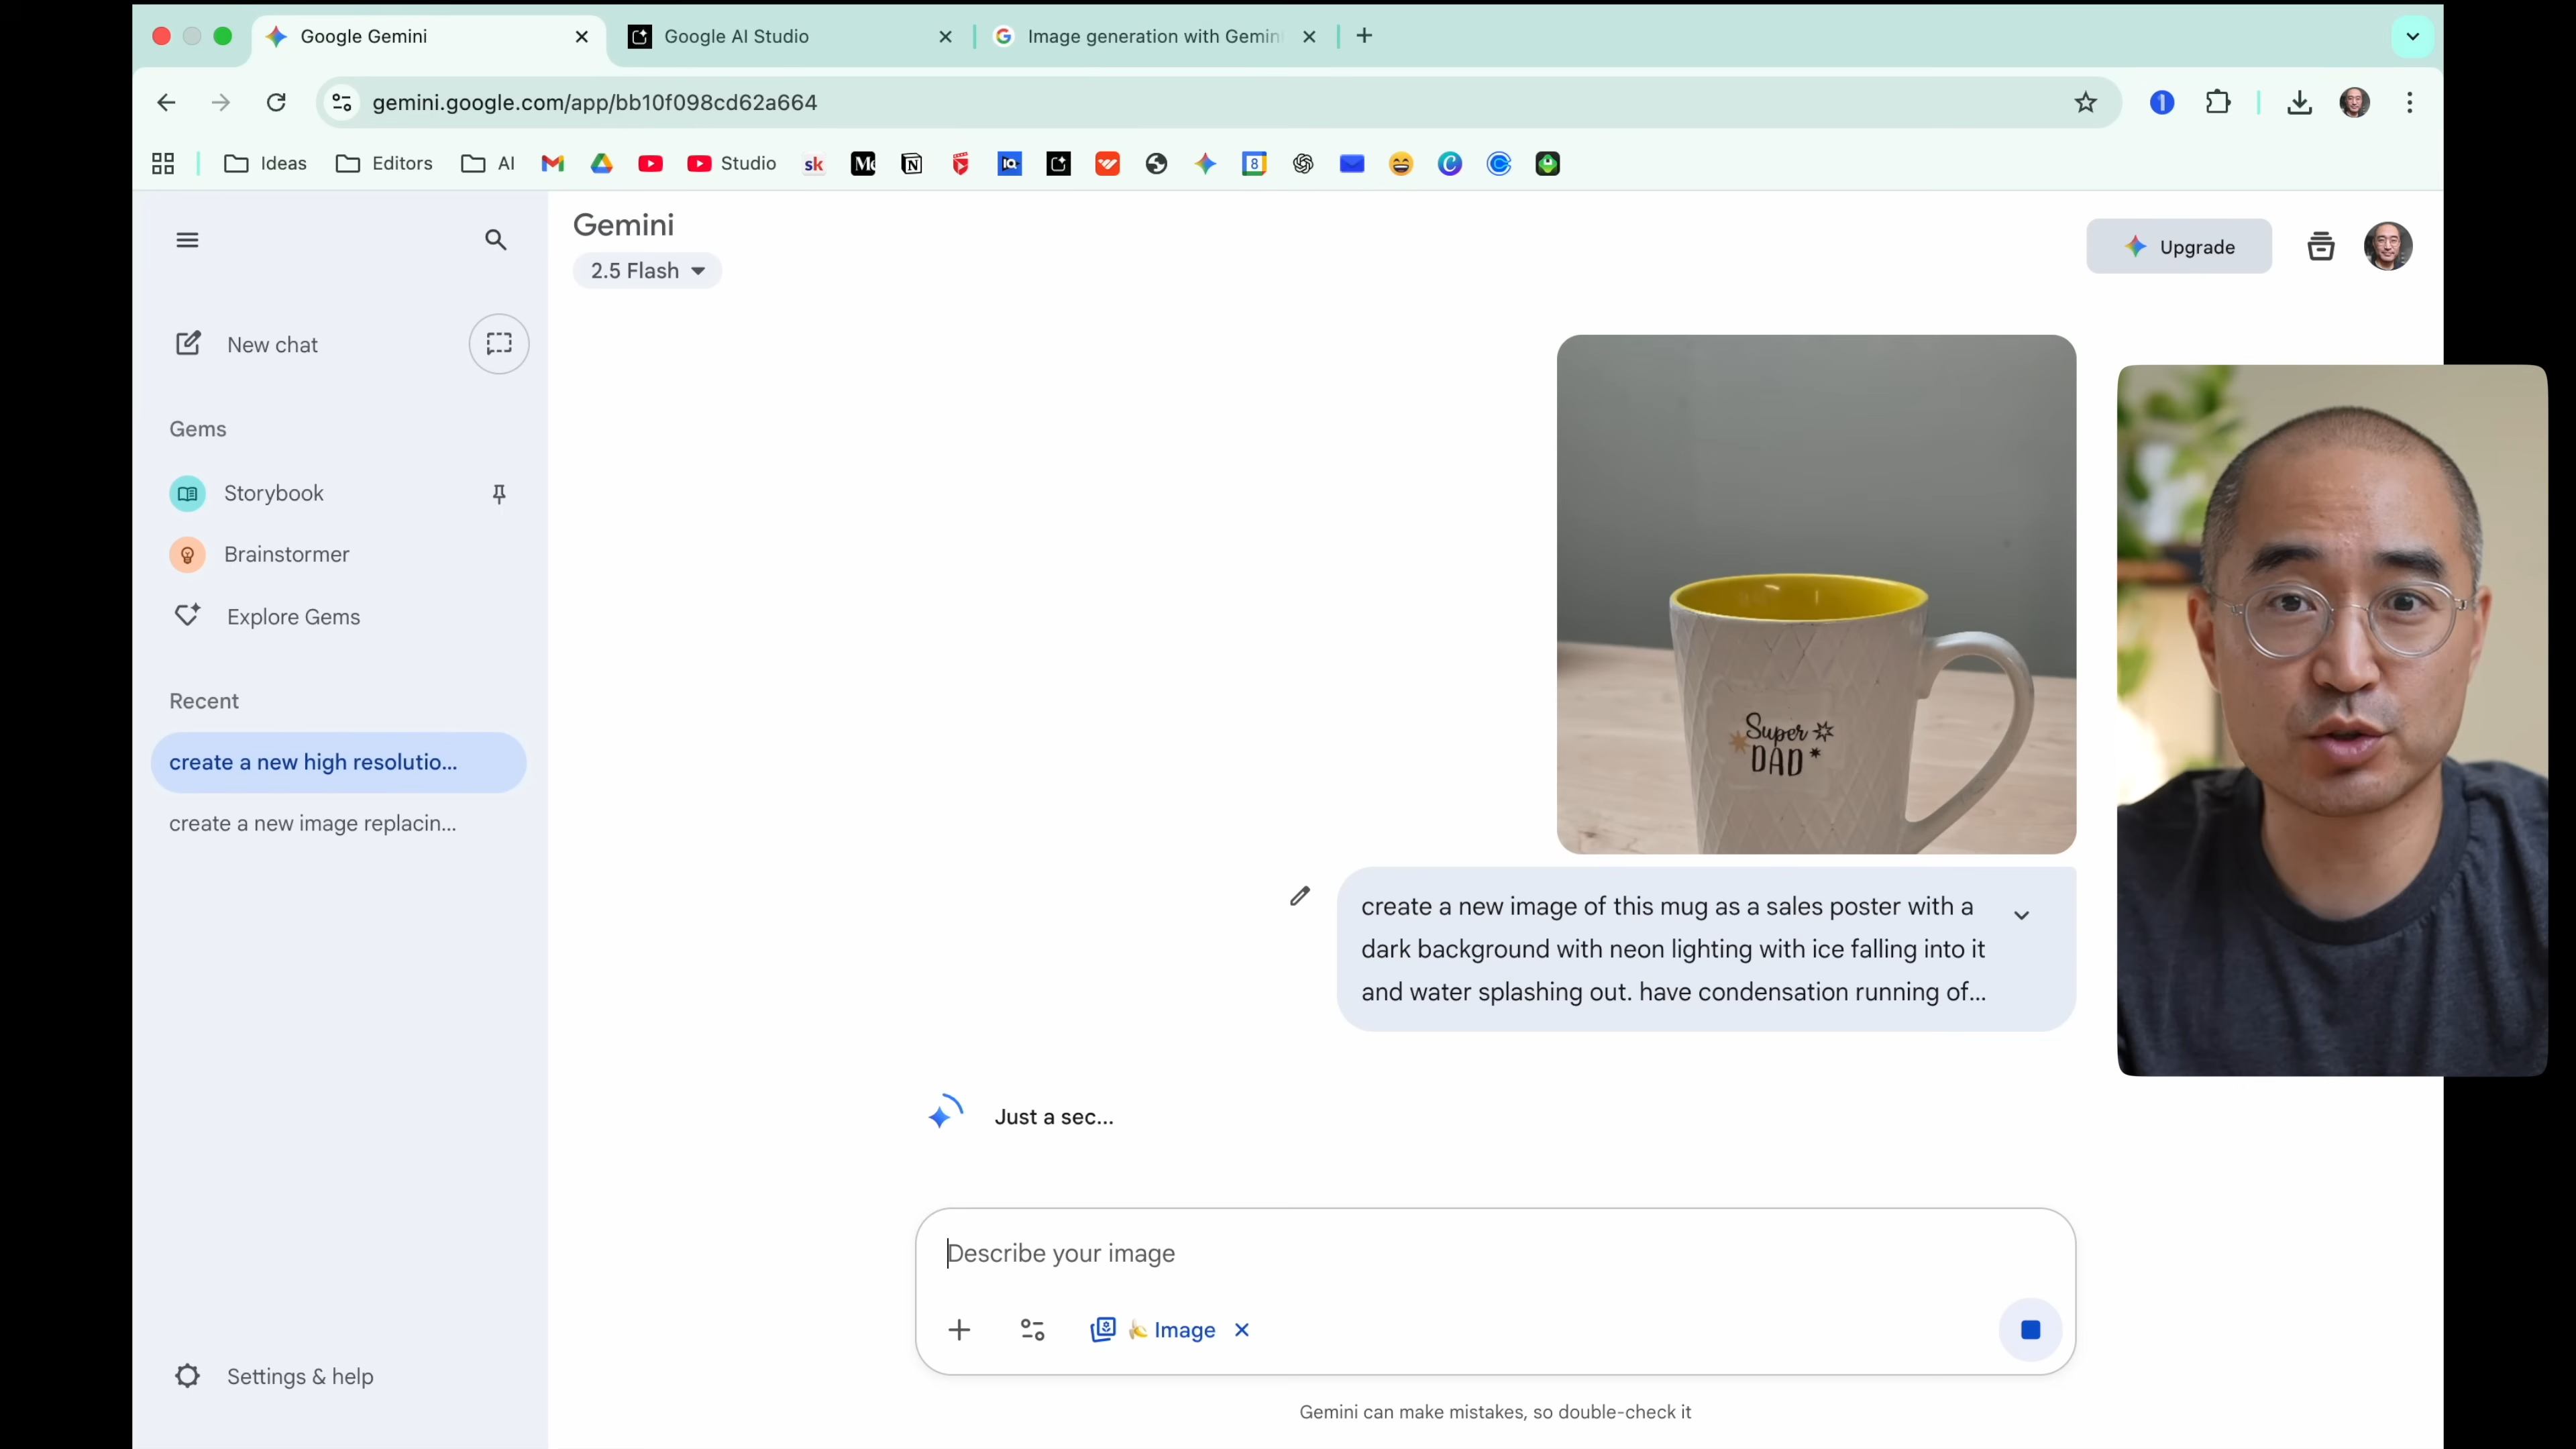 Google Gemini
Google AI Studio
Image generation with Gemin
gemini.google.com/app/bb10f098cd62a664
Ideas
Editors
AI
Studio
sk
Gemini
2.5 Flash
Upgrade
New chat
Gems
Storybook
Brainstormer
Explore Gems
Recent
create a new high resolutio...
create a new image replacin...
Super
DAD
create a new image of this mug as a sales poster with a
dark background with neon lighting with ice falling into it
and water splashing out. have condensation running of...
Just a sec...
Describe your image
Image
Settings & help
Gemini can make mistakes, so double-check it